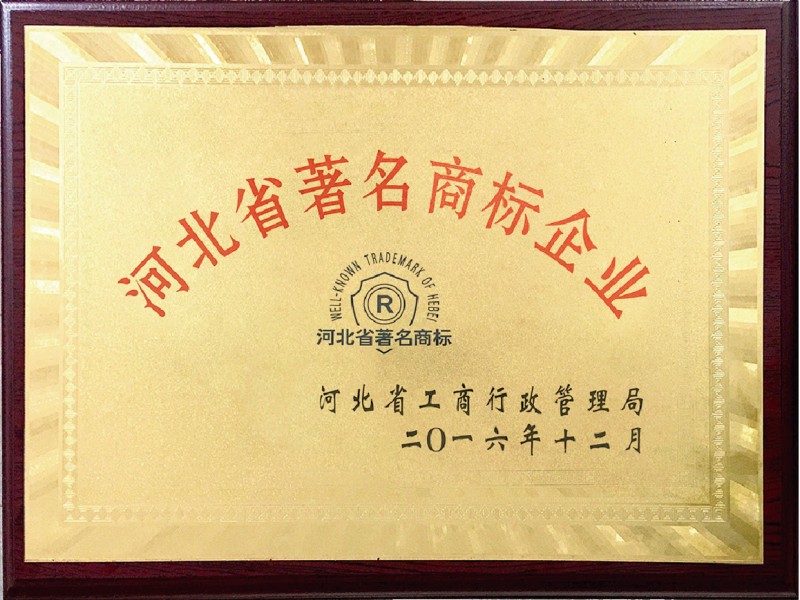 河北省著名商标企业
WELL-KNOWN TRADEMARK OF HEBEI
R
河北省著名商标
河北省工商行政管理局
二〇一六年十二月